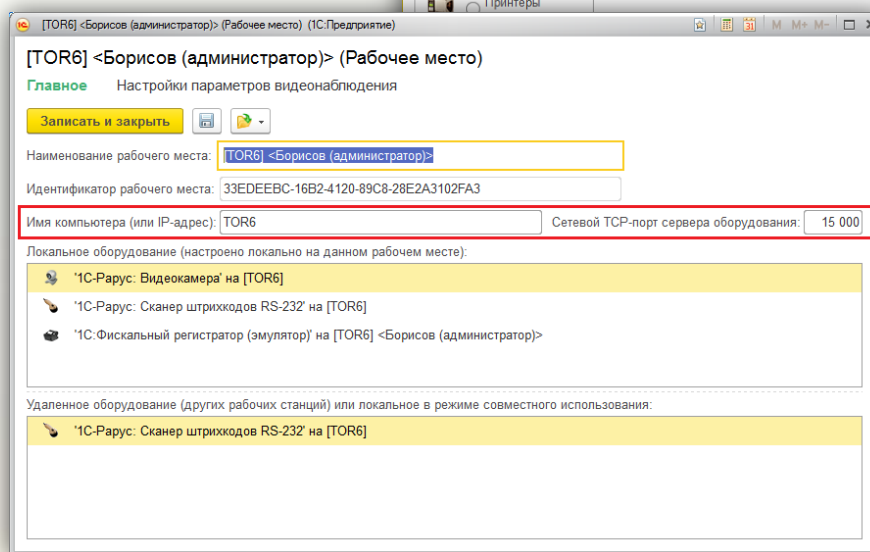 Принтеры
[TOR6] <Борисов (администратор)> (Рабочее место) (1С:Предприятие)
M M+ M-
[TOR6] <Борисов (администратор)> (Рабочее место)
Главное Настройки параметров видеонаблюдения
Записать и закрыть
Наименование рабочего места: [TOR6] <Борисов (администратор)>
Идентификатор рабочего места: 33EDEEBC-16B2-4120-89C8-28E2A3102FA3
Имя компьютера (или IP-адрес): TOR6 Сетевой TCP-порт сервера оборудования: 15 000
Локальное оборудование (настроено локально на данном рабочем месте):
'1С-Рарус: Видеокамера' на [TOR6]
'1С-Рарус: Сканер штрихкодов RS-232' на [TOR6]
'1С:Фискальный регистратор (эмулятор)' на [TOR6] <Борисов (администратор)>
Удаленное оборудование (других рабочих станций) или локальное в режиме совместного использования:
'1С-Рарус: Сканер штрихкодов RS-232' на [TOR6]